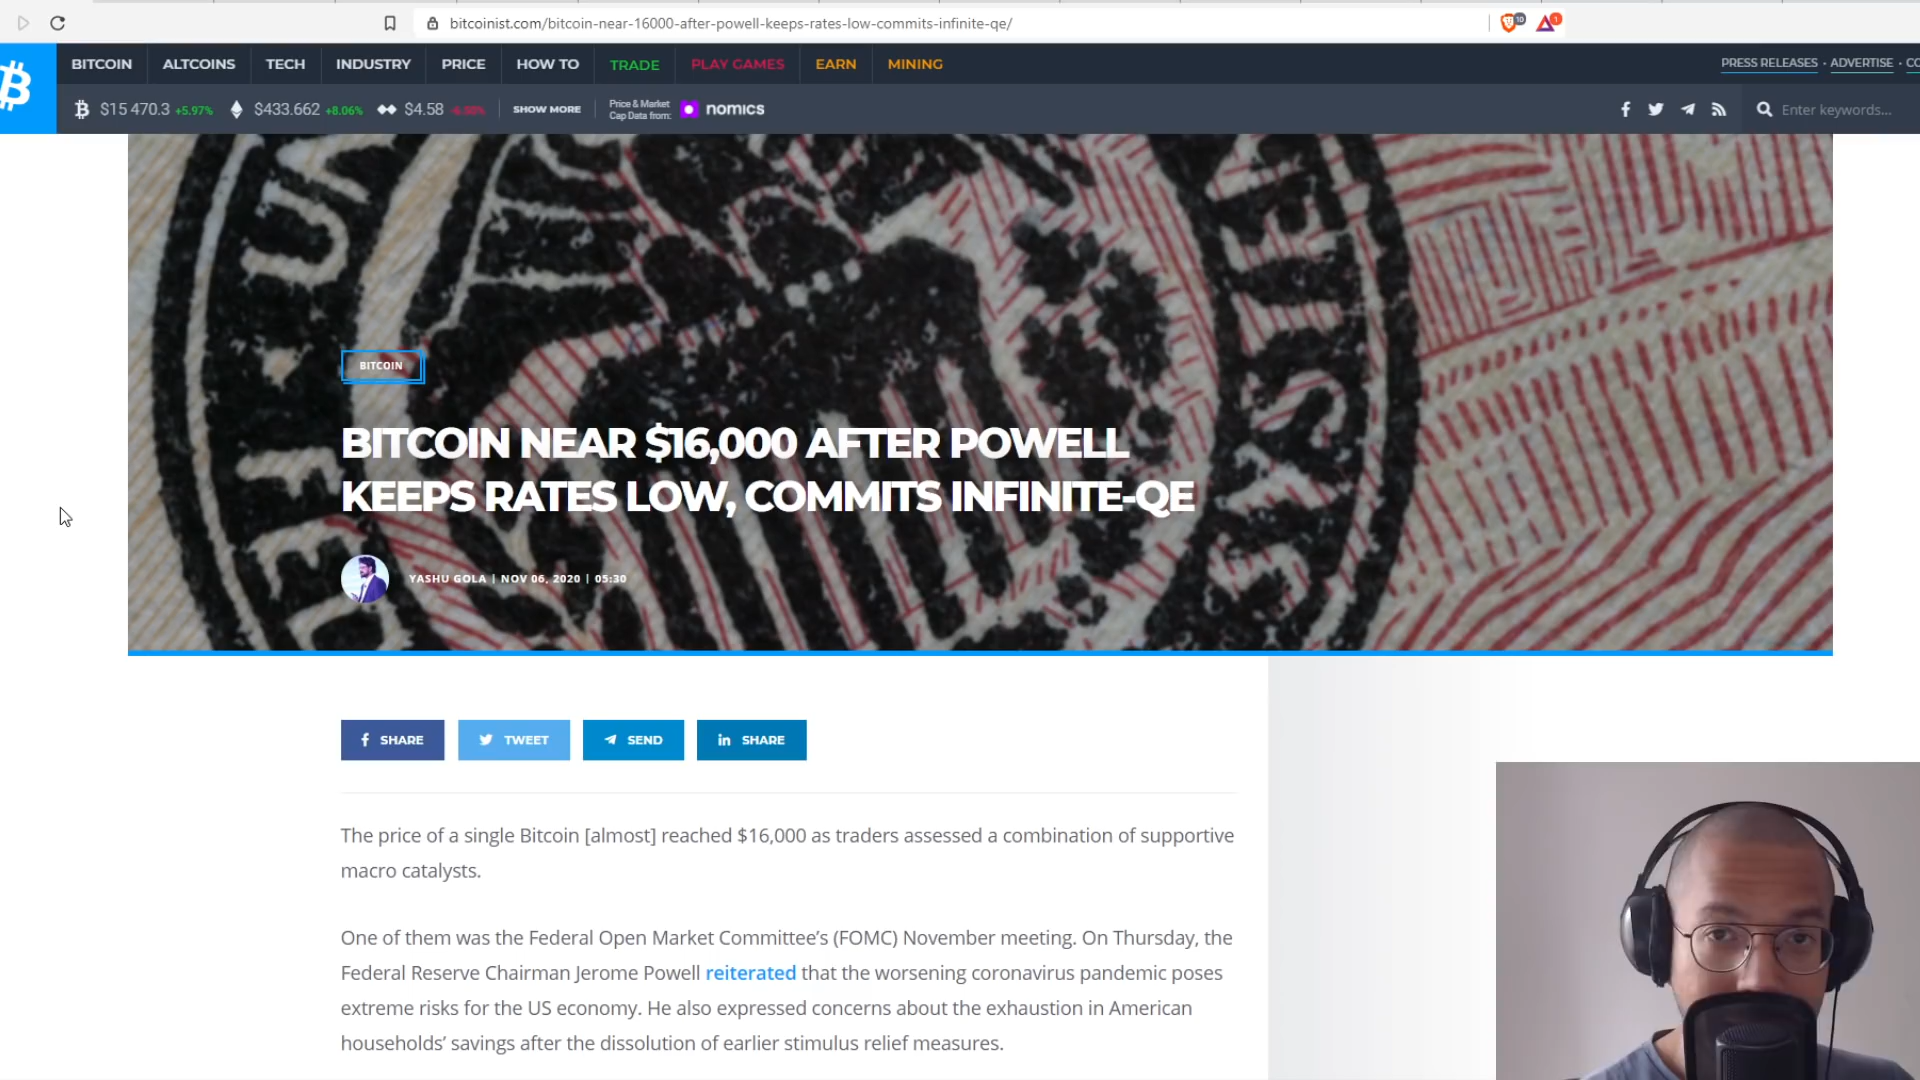 bitcoinist.com/bitcoin-near-16000-after-powell-keeps-rates-low-commits-infinite-qe/
10
1
BITCOIN ALTCOINS TECH INDUSTRY PRICE HOW TO TRADE PLAY GAMES EARN MINING
PRESS RELEASES · ADVERTISE · CO
$15 470.3 +5.97% $433.662 +8.06% $4.58 SHOW MORE
Price & Market
Cap Data from: nomics
Enter keywords...
BITCOIN
BITCOIN NEAR $16,000 AFTER POWELL
KEEPS RATES LOW, COMMITS INFINITE-QE
YASHU GOLA | NOV 06, 2020 | 05:30
SHARE TWEET SEND SHARE
The price of a single Bitcoin [almost] reached $16,000 as traders assessed a combination of supportive
macro catalysts.
One of them was the Federal Open Market Committee’s (FOMC) November meeting. On Thursday, the
Federal Reserve Chairman Jerome Powell reiterated that the worsening coronavirus pandemic poses
extreme risks for the US economy. He also expressed concerns about the exhaustion in American
households’ savings after the dissolution of earlier stimulus relief measures.